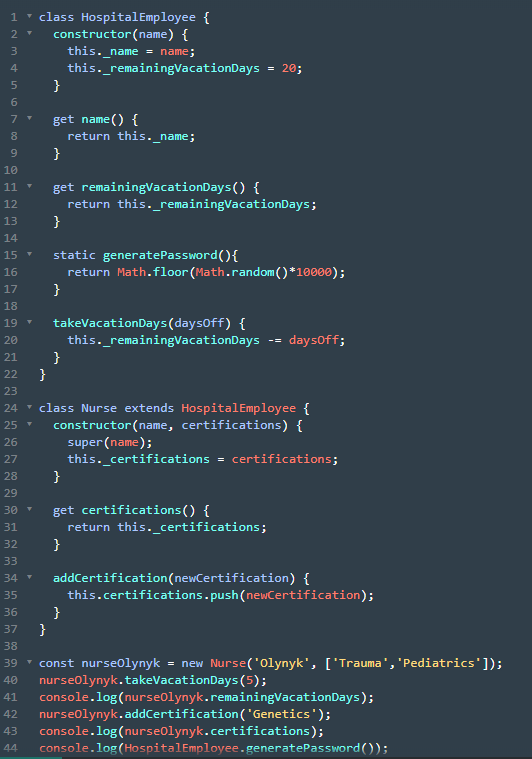 1 class HospitalEmployee {
2 constructor(name) {
3 this._name = name;
4 this._remainingVacationDays = 20;
5 }
6
7 get name() {
8 return this._name;
9 }
10
11 get remainingVacationDays() {
12 return this._remainingVacationDays;
13 }
14
15 static generatePassword(){
16 return Math.floor(Math.random()*10000);
17 }
18
19 takeVacationDays(daysOff) {
20 this._remainingVacationDays -= daysOff;
21 }
22 }
23
24 class Nurse extends HospitalEmployee {
25 constructor(name, certifications) {
26 super(name);
27 this._certifications = certifications;
28 }
29
30 get certifications() {
31 return this._certifications;
32 }
33
34 addCertification(newCertification) {
35 this.certifications.push(newCertification);
36 }
37 }
38
39 const nurseOlynyk = new Nurse('Olynyk', ['Trauma','Pediatrics']);
40 nurseOlynyk.takeVacationDays(5);
41 console.log(nurseOlynyk.remainingVacationDays);
42 nurseOlynyk.addCertification('Genetics');
43 console.log(nurseOlynyk.certifications);
44 console.log(HospitalEmployee.generatePassword());